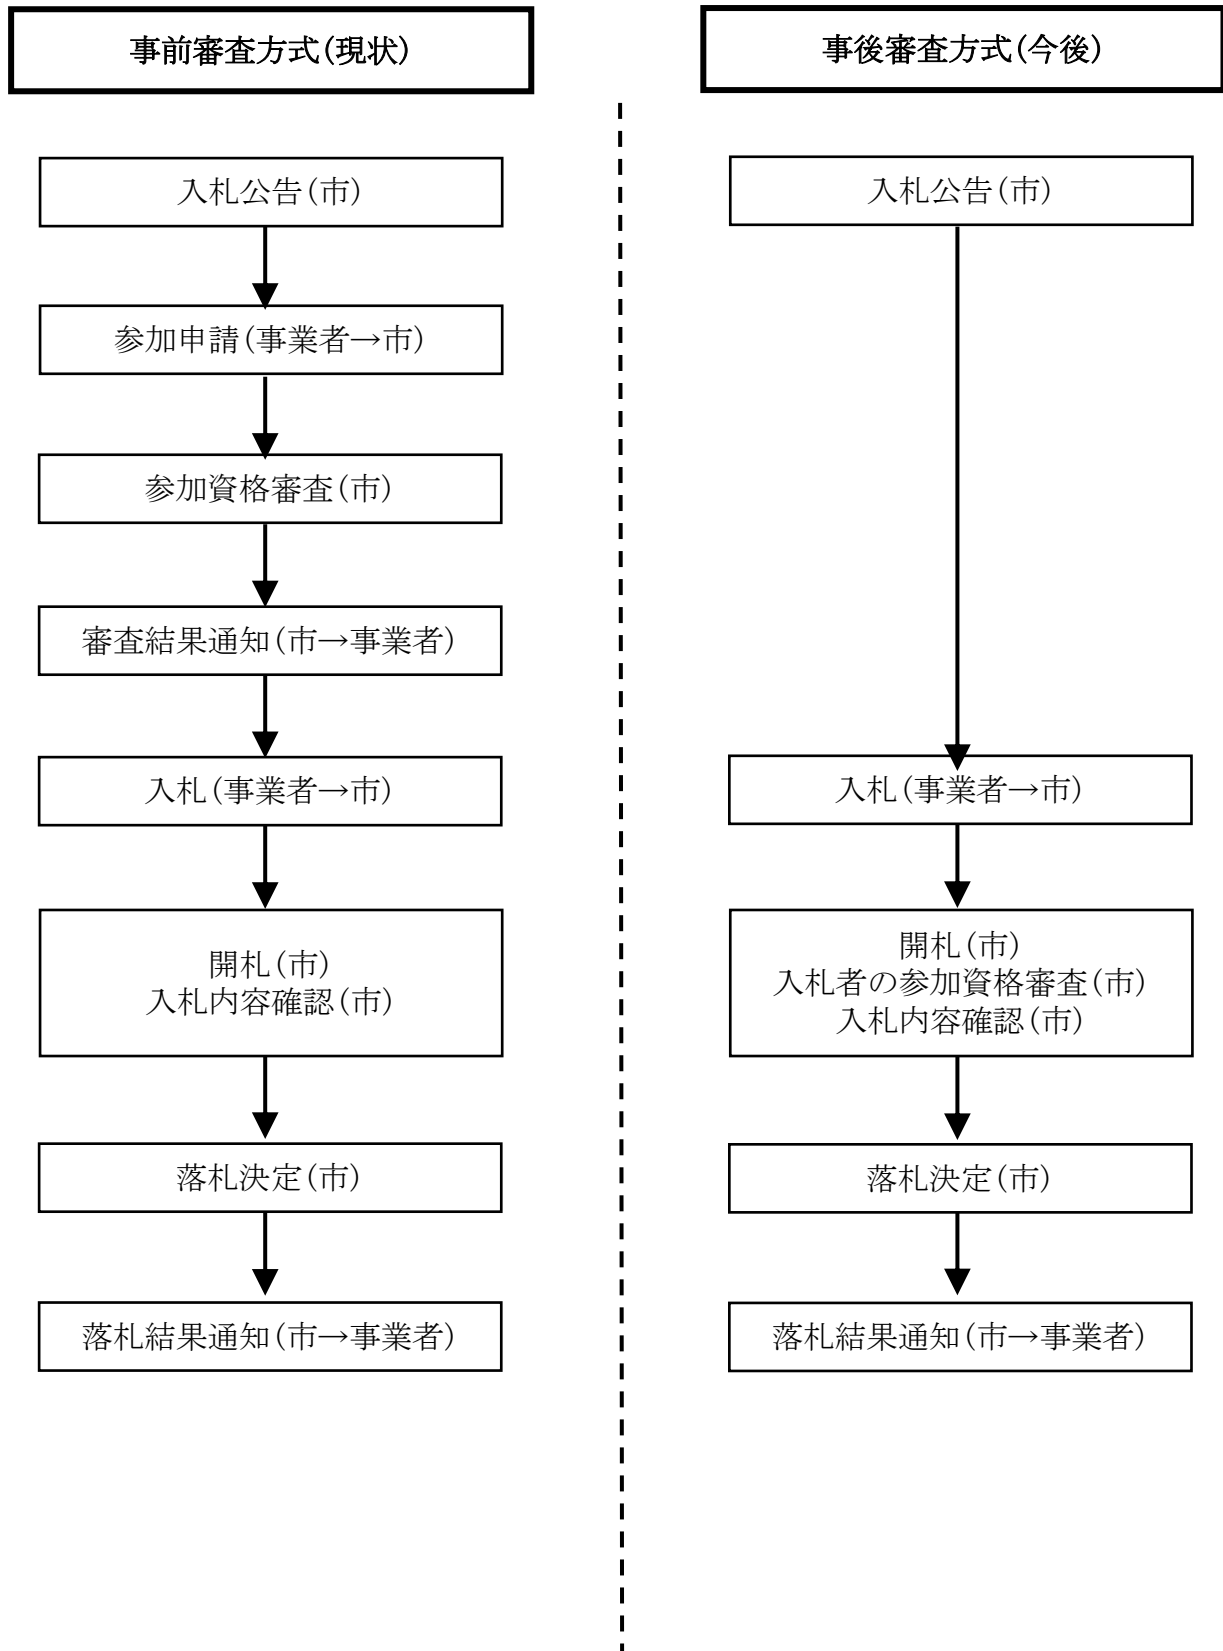 事前審査方式(現状)
入札公告(市)
参加申請(事業者→市)
参加資格審査(市)
審査結果通知(市→事業者)
入札(事業者→市)
開札(市)
入札内容確認(市)
落札決定(市)
落札結果通知(市→事業者)
事後審査方式(今後)
入札公告(市)
入札(事業者→市)
開札(市)
入札者の参加資格審査(市)
入札内容確認(市)
落札決定(市)
落札結果通知(市→事業者)